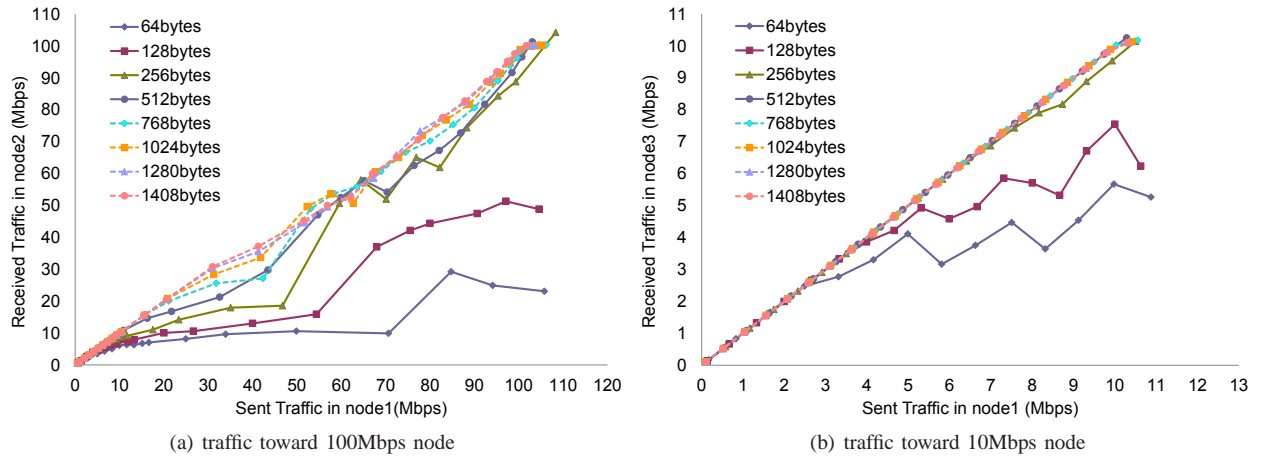 110
100
90
80
70
60
50
40
30
20
10
0
Received Traffic in node2 (Mbps)
64bytes
128bytes
256bytes
512bytes
768bytes
1024bytes
1280bytes
1408bytes
0 10 20 30 40 50 60 70 80 90 100 110 120
Sent Traffic in node1(Mbps)
(a) traffic toward 100Mbps node
11
10
9
8
7
6
5
4
3
2
1
0
Received Traffic in node3 (Mbps)
64bytes
128bytes
256bytes
512bytes
768bytes
1024bytes
1280bytes
1408bytes
0 1 2 3 4 5 6 7 8 9 10 11 12 13
Sent Traffic in node1 (Mbps)
(b) traffic toward 10Mbps node